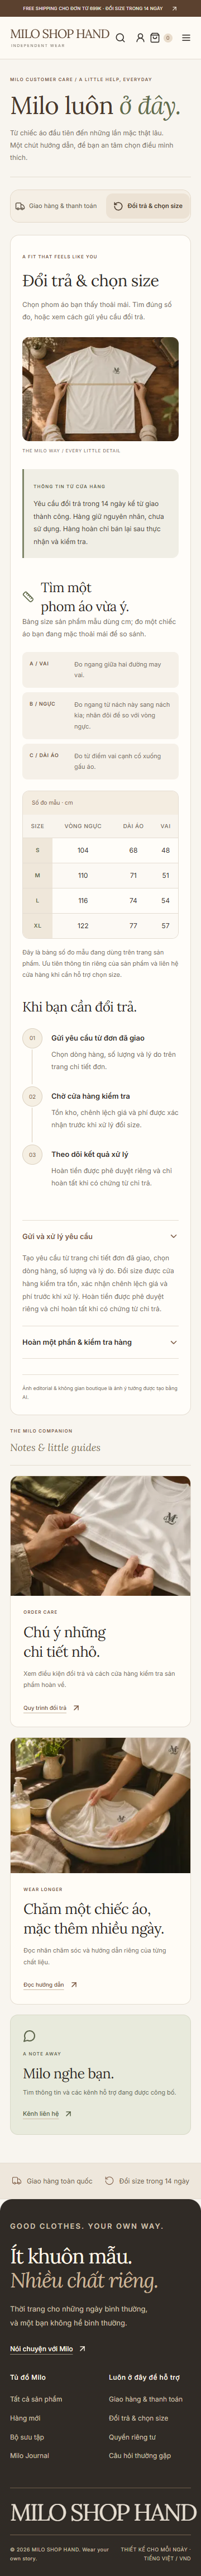 FREE SHIPPING CHO ĐƠN TỪ 899K · ĐỔI SIZE TRONG 14 NGÀY
MILO SHOP HAND
INDEPENDENT WEAR
0
MILO CUSTOMER CARE / A LITTLE HELP, EVERYDAY
Milo luôn ở đây.
Từ chiếc áo đầu tiên đến những lần mặc thật lâu.
Một chút hướng dẫn, để bạn an tâm chọn điều mình
thích.
Giao hàng & thanh toán
Đổi trả & chọn size
A FIT THAT FEELS LIKE YOU
Đổi trả & chọn size
Chọn phom áo bạn thấy thoải mái. Tìm đúng số
đo, hoặc xem cách gửi yêu cầu đổi trả.
THE MILO WAY / EVERY LITTLE DETAIL
THÔNG TIN TỪ CỬA HÀNG
Yêu cầu đổi trả trong 14 ngày kể từ giao
thành công. Hàng giữ nguyên nhãn, chưa
sử dụng. Hàng hoàn chỉ bán lại sau thực
nhận và kiểm tra.
Tìm một
phom áo vừa ý.
Bảng size sản phẩm mẫu dùng cm; đo một chiếc
áo bạn đang mặc thoải mái để so sánh.
A / VAI
Đo ngang giữa hai đường may
vai.
B / NGỰC
Đo ngang từ nách này sang nách
kia; nhân đôi để so với vòng
ngực.
C / DÀI ÁO
Đo từ điểm vai cạnh cổ xuống
gấu áo.
Số đo mẫu · cm
SIZE VÒNG NGỰC DÀI ÁO VAI
S 104 68 48
M 110 71 51
L 116 74 54
XL 122 77 57
Đây là bảng số đo mẫu đang dùng trên trang sản
phẩm. Ưu tiên thông tin riêng của sản phẩm và liên hệ
cửa hàng khi cần hỗ trợ chọn size.
Khi bạn cần đổi trả.
01
Gửi yêu cầu từ đơn đã giao
Chọn dòng hàng, số lượng và lý do trên
trang chi tiết đơn.
02
Chờ cửa hàng kiểm tra
Tồn kho, chênh lệch giá và phí được xác
nhận trước khi xử lý đổi size.
03
Theo dõi kết quả xử lý
Hoàn tiền được phê duyệt riêng và chỉ
hoàn tất khi có chứng từ chi trả.
Gửi và xử lý yêu cầu
Tạo yêu cầu từ trang chi tiết đơn đã giao, chọn
dòng hàng, số lượng và lý do. Đổi size được cửa
hàng kiểm tra tồn, xác nhận chênh lệch giá và
phí trước khi xử lý. Hoàn tiền được phê duyệt
riêng và chỉ hoàn tất khi có chứng từ chi trả.
Hoàn một phần & kiểm tra hàng
Ảnh editorial & không gian boutique là ảnh ý tưởng được tạo bằng
AI.
THE MILO COMPANION
Notes & little guides
ORDER CARE
Chú ý những
chi tiết nhỏ.
Xem điều kiện đổi trả và cách cửa hàng kiểm tra sản
phẩm hoàn về.
Quy trình đổi trả
WEAR LONGER
Chăm một chiếc áo,
mặc thêm nhiều ngày.
Đọc nhãn chăm sóc và hướng dẫn riêng của từng
chất liệu.
Đọc hướng dẫn
A NOTE AWAY
Milo nghe bạn.
Tìm thông tin và các kênh hỗ trợ đang được công bố.
Kênh liên hệ
Giao hàng toàn quốc
Đổi size trong 14 ngày
GOOD CLOTHES. YOUR OWN WAY.
Ít khuôn mẫu.
Nhiều chất riêng.
Thời trang cho những ngày bình thường,
và một bạn không hề bình thường.
Nói chuyện với Milo
Tủ đồ Milo
Luôn ở đây để hỗ trợ
Tất cả sản phẩm
Giao hàng & thanh toán
Hàng mới
Đổi trả & chọn size
Bộ sưu tập
Quyền riêng tư
Milo Journal
Câu hỏi thường gặp
MILO SHOP HAND
© 2026 MILO SHOP HAND. Wear your
own story.
THIẾT KẾ CHO MỖI NGÀY ·
TIẾNG VIỆT / VND